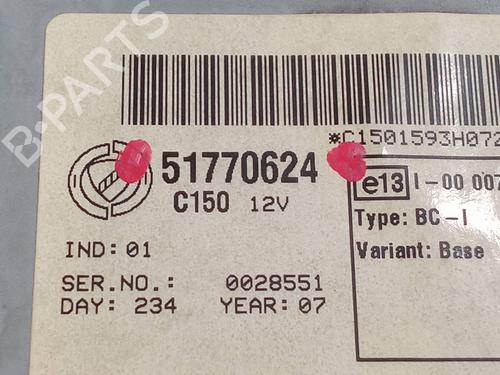 *C1501593H072
51770624
C150 12V
e13 I-00 007
Type: BC-I
Variant: Base
IND: 01
SER.NO.: 0028551
DAY: 234 YEAR: 07
B-PARTS